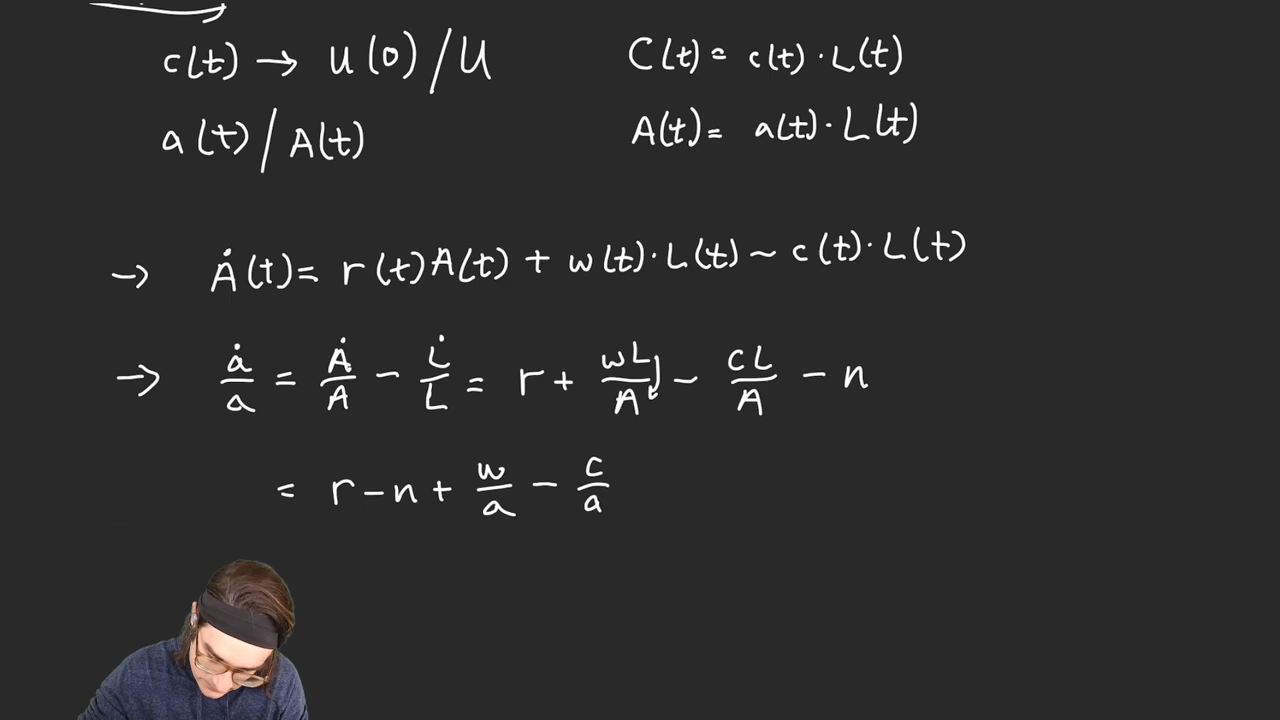 c(t) → U(0)/U
C(t) = c(t)·L(t)
a(t)/A(t)
A(t) = a(t)·L(t)
→ Ȧ(t) = r(t)A(t) + w(t)·L(t) ~ c(t)·L(t)
→ ȧ/a = Ȧ/A − L̇/L = r + wL/A ~ cL/A − n
= r − n + w/a − c/a